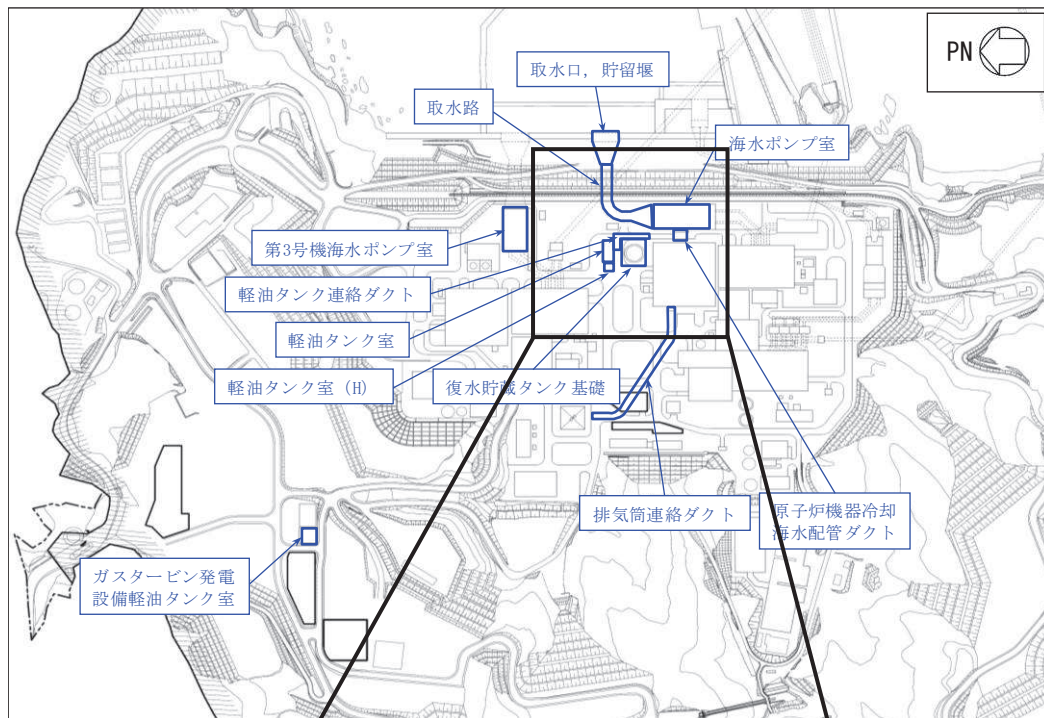 PN
取水口，貯留堰
取水路
海水ポンプ室
第3号機海水ポンプ室
軽油タンク連絡ダクト
軽油タンク室
軽油タンク室（H）
復水貯蔵タンク基礎
排気筒連絡ダクト
原子炉機器冷却
海水配管ダクト
ガスタービン発電
設備軽油タンク室